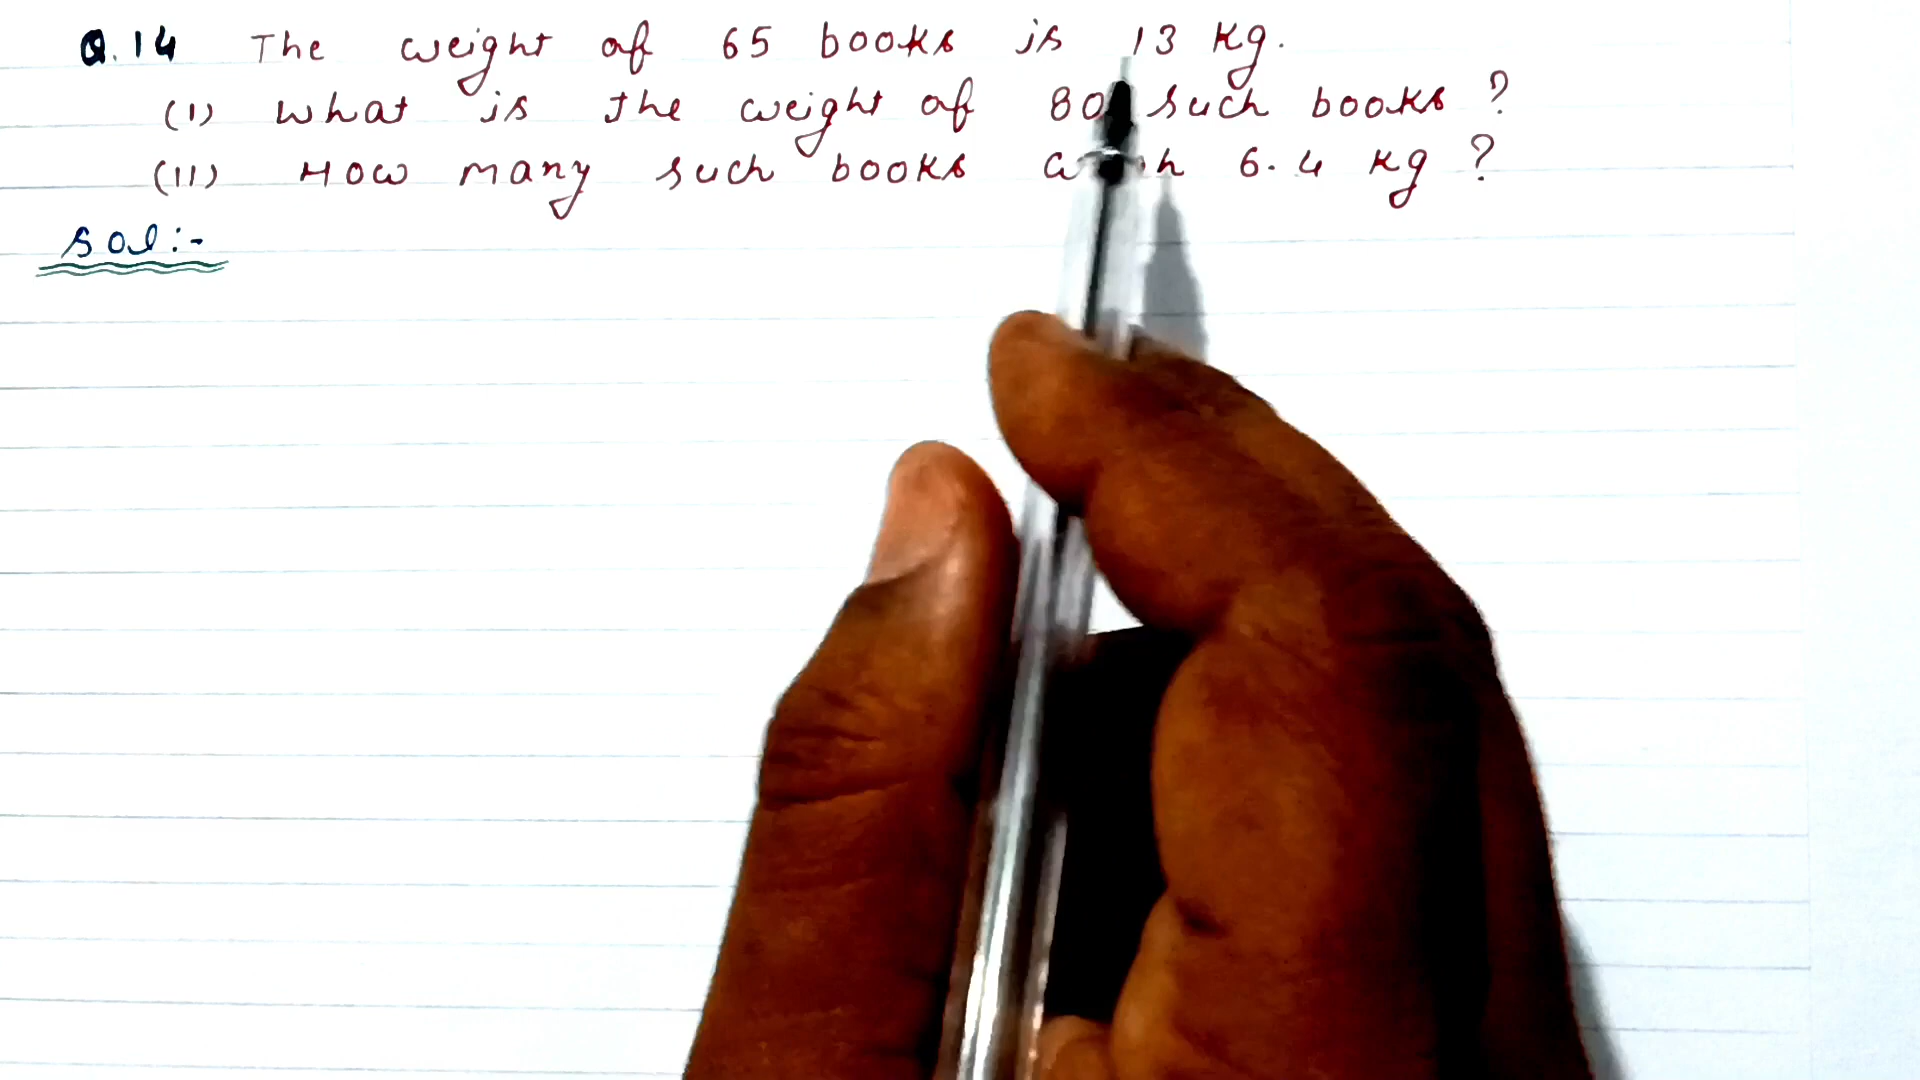 Q.14 The weight of 65 books is 13 kg.
(I) What is the weight of 80 such books ?
(II) How many such books 6.4 kg ?
Sol:-